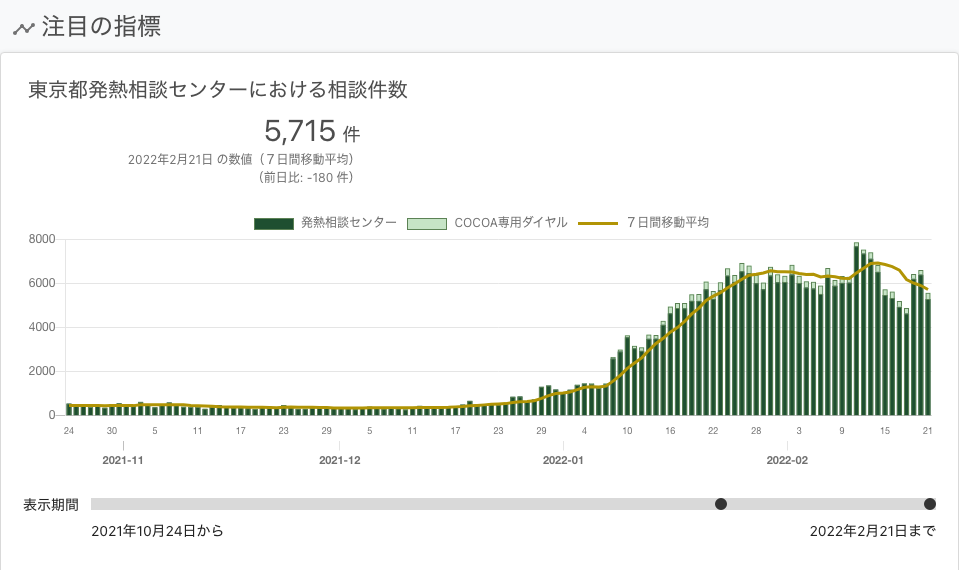 注目の指標
東京都発熱相談センターにおける相談件数
5,715 件
2022年2月21日 の数値（７日間移動平均）
（前日比: -180 件）
発熱相談センター COCOA専用ダイヤル ７日間移動平均
8000
6000
4000
2000
0
24 30 5 11 17 23 29 5 11 17 23 29 4 10 16 22 28 3 9 15 21
2021-11 2021-12 2022-01 2022-02
表示期間
2021年10月24日から 2022年2月21日まで